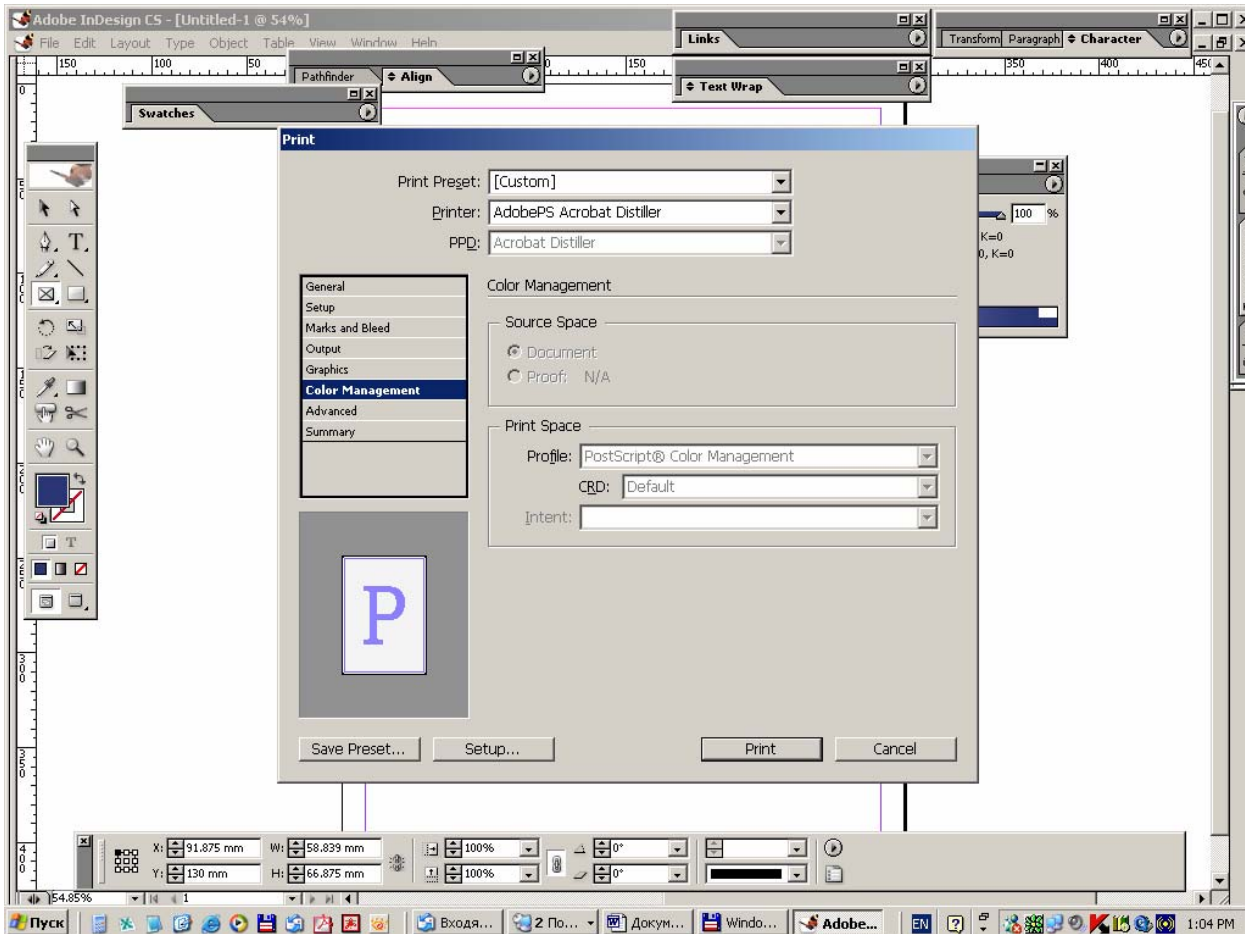 Adobe InDesign CS - [Untitled-1 @ 54%]
File Edit Layout Type Object Table View Window Help
Links
Transform Paragraph Character
Pathfinder Align
Text Wrap
Swatches
150 100 50 0 150 350 400 450
Print
Print Preset: [Custom]
Printer: AdobePS Acrobat Distiller
PPD: Acrobat Distiller
100 %
K=0
0, K=0
General
Setup
Marks and Bleed
Output
Graphics
Color Management
Advanced
Summary
Color Management
Source Space
Document
Proof: N/A
Print Space
Profile: PostScript® Color Management
CRD: Default
Intent:
P
Save Preset... Setup... Print Cancel
X: 91.875 mm W: 58.839 mm 100% 0°
Y: 130 mm H: 66.875 mm 100% 0°
54.85% 1
Пуск Входя... 2 По... Докум... Windo... Adobe... EN 1:04 PM